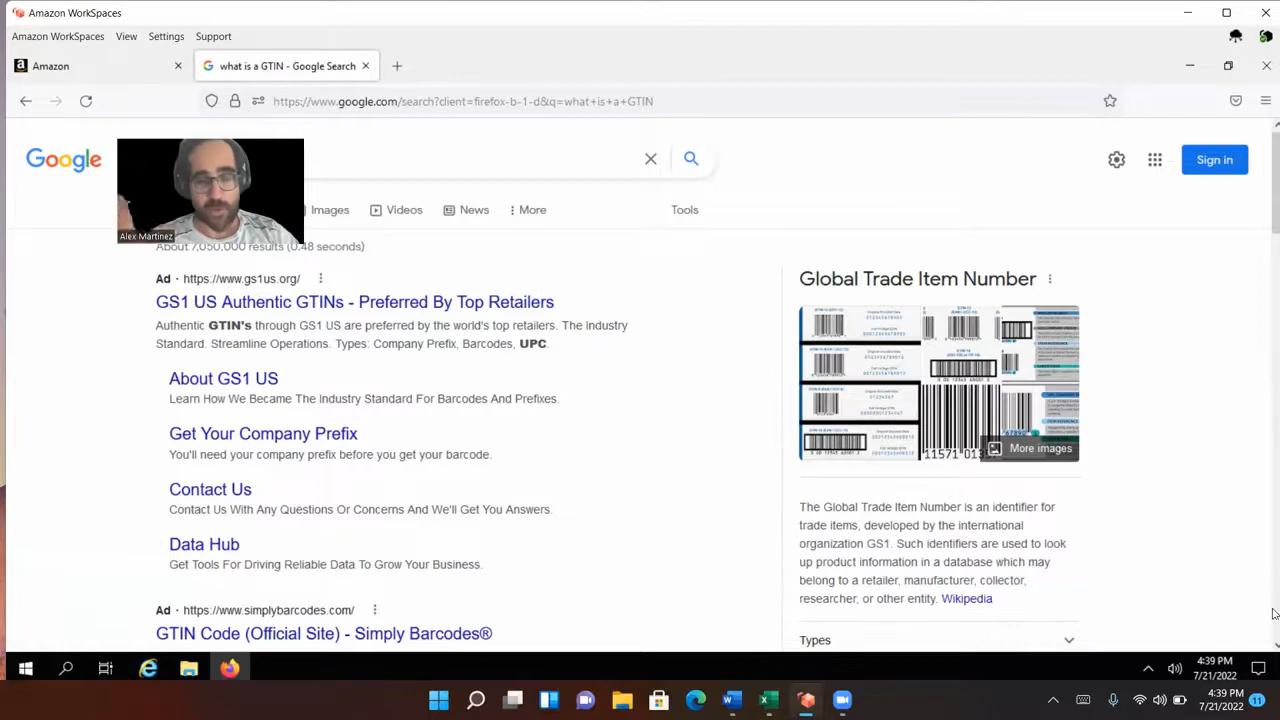 Amazon WorkSpaces
Amazon WorkSpaces View Settings Support
Amazon
what is a GTIN - Google Search
https://www.google.com/search?client=firefox-b-1-d&q=what+is+a+GTIN
Google
Sign in
Images Videos News More Tools
Alex Martinez
About 7,050,000 results (0.48 seconds)
Ad · https://www.gs1us.org/
GS1 US Authentic GTINs - Preferred By Top Retailers
Authentic GTIN's through GS1 US are preferred by the world's top retailers. The Industry
Standard. Streamline Operations. Types: Company Prefix, Barcodes, UPC.
About GS1 US
Learn How We Became The Industry Standard For Barcodes And Prefixes.
Get Your Company Prefix
You'll need your company prefix before you get your barcode.
Contact Us
Contact Us With Any Questions Or Concerns And We'll Get You Answers.
Data Hub
Get Tools For Driving Reliable Data To Grow Your Business.
Ad · https://www.simplybarcodes.com/
GTIN Code (Official Site) - Simply Barcodes®
Global Trade Item Number
More images
The Global Trade Item Number is an identifier for
trade items, developed by the international
organization GS1. Such identifiers are used to look
up product information in a database which may
belong to a retailer, manufacturer, collector,
researcher, or other entity. Wikipedia
Types
4:39 PM
7/21/2022
4:39 PM
7/21/2022